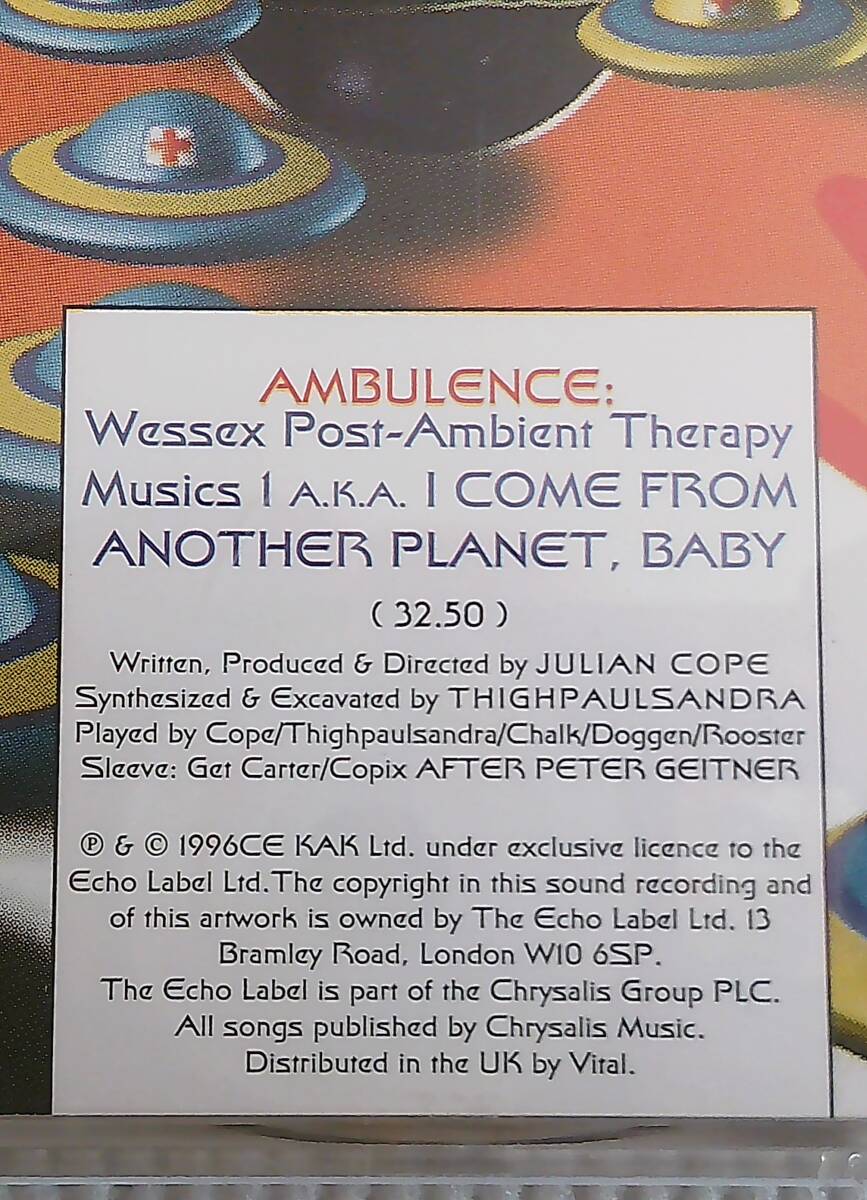 AMBULENCE:
Wessex Post-Ambient Therapy
Musics 1 A.K.A. I COME FROM
ANOTHER PLANET, BABY
( 32.50 )
Written, Produced & Directed by JULIAN COPE
Synthesized & Excavated by THIGHPAULSANDRA
Played by Cope/Thighpaulsandra/Chalk/Doggen/Rooster
Sleeve: Get Carter/Copix AFTER PETER GEITNER
℗ & © 1996CE KAK Ltd. under exclusive licence to the
Echo Label Ltd.The copyright in this sound recording and
of this artwork is owned by The Echo Label Ltd. 13
Bramley Road, London W10 6SP.
The Echo Label is part of the Chrysalis Group PLC.
All songs published by Chrysalis Music.
Distributed in the UK by Vital.